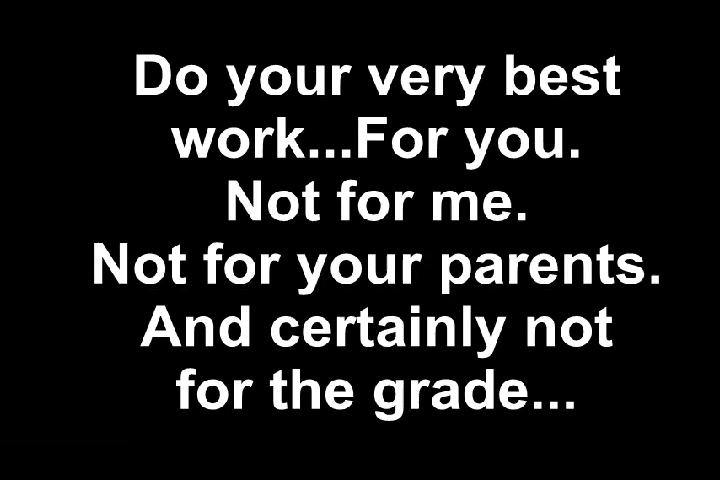 Do your very best
work...For you.
Not for me.
Not for your parents.
And certainly not
for the grade...